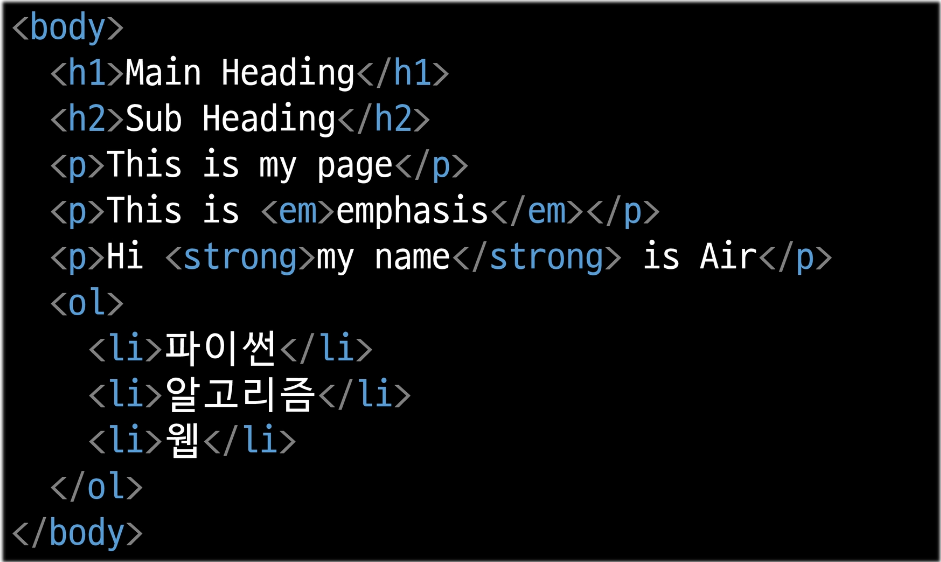 <body>
<h1>Main Heading</h1>
<h2>Sub Heading</h2>
<p>This is my page</p>
<p>This is <em>emphasis</em></p>
<p>Hi <strong>my name</strong> is Air</p>
<ol>
<li>파이썬</li>
<li>알고리즘</li>
<li>웹</li>
</ol>
</body>